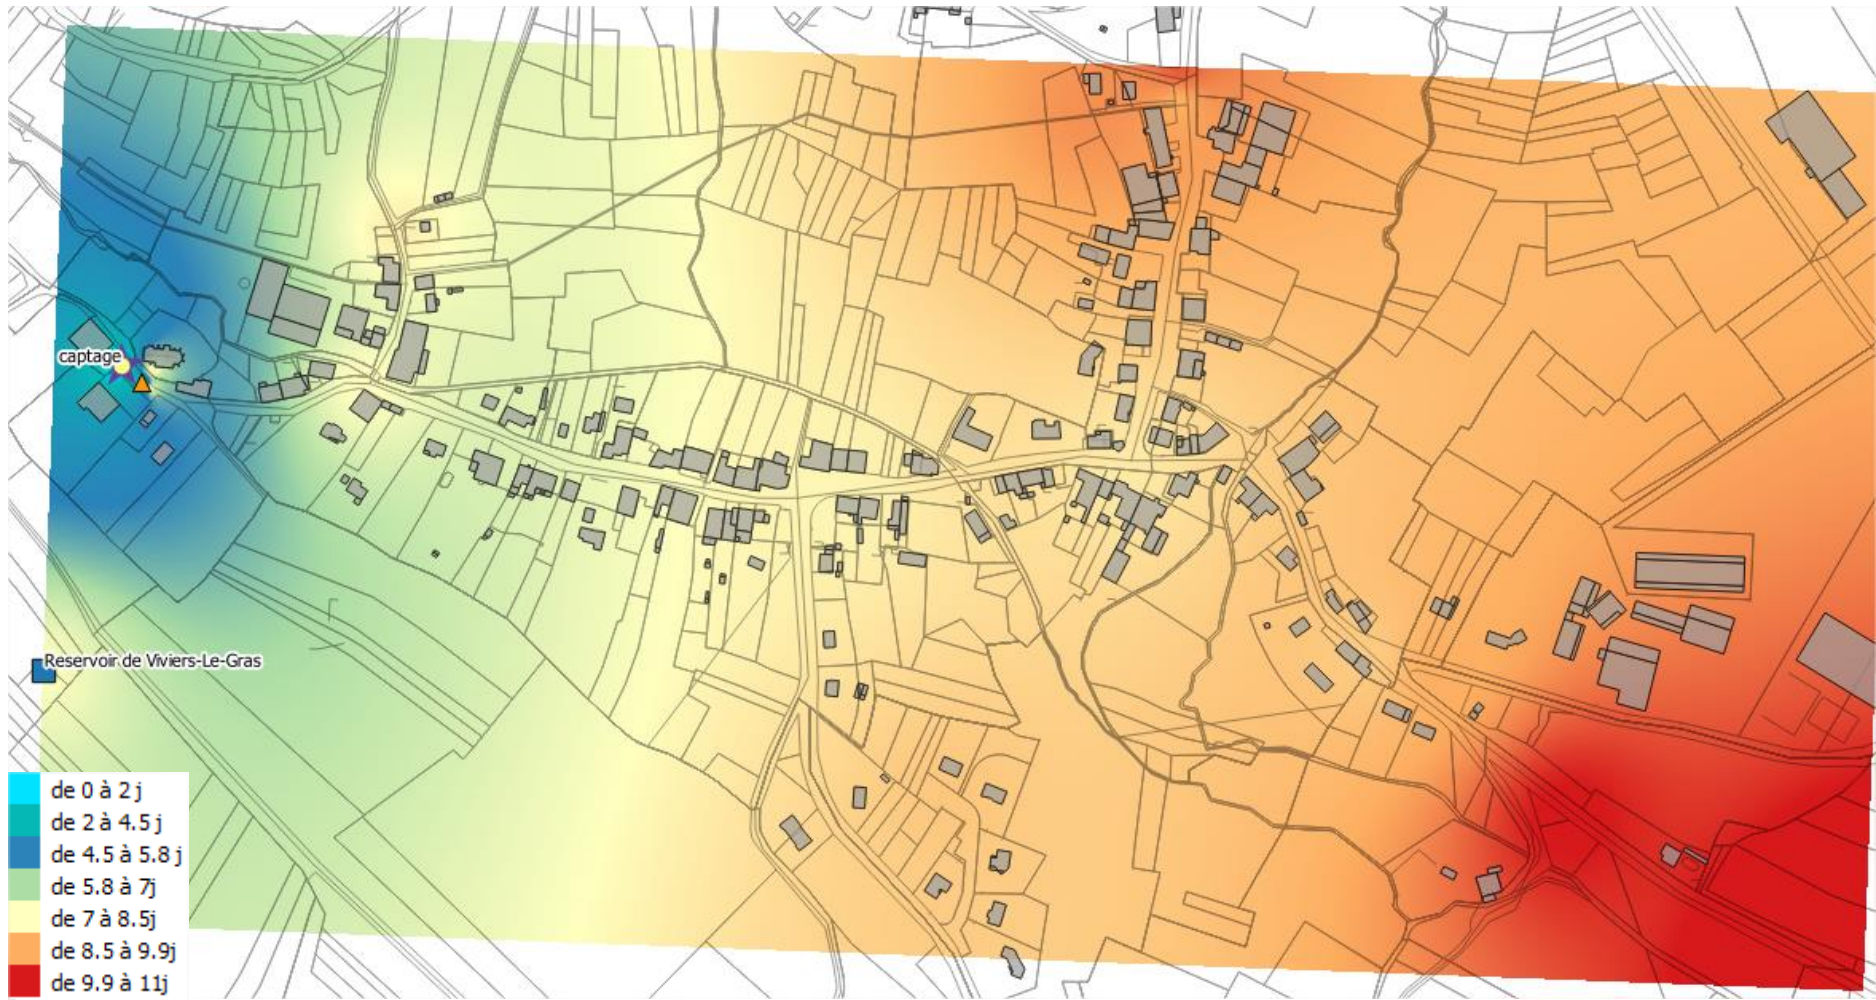 captage
Reservoir de Viviers-Le-Gras
de 0 à 2 j
de 2 à 4.5 j
de 4.5 à 5.8 j
de 5.8 à 7j
de 7 à 8.5j
de 8.5 à 9.9j
de 9.9 à 11j